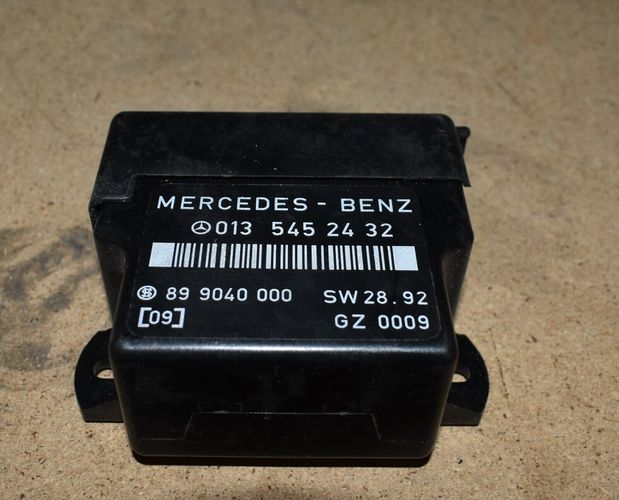 MERCEDES - BENZ
013 545 24 32
89 9040 000 SW 28.92
[09] GZ 0009